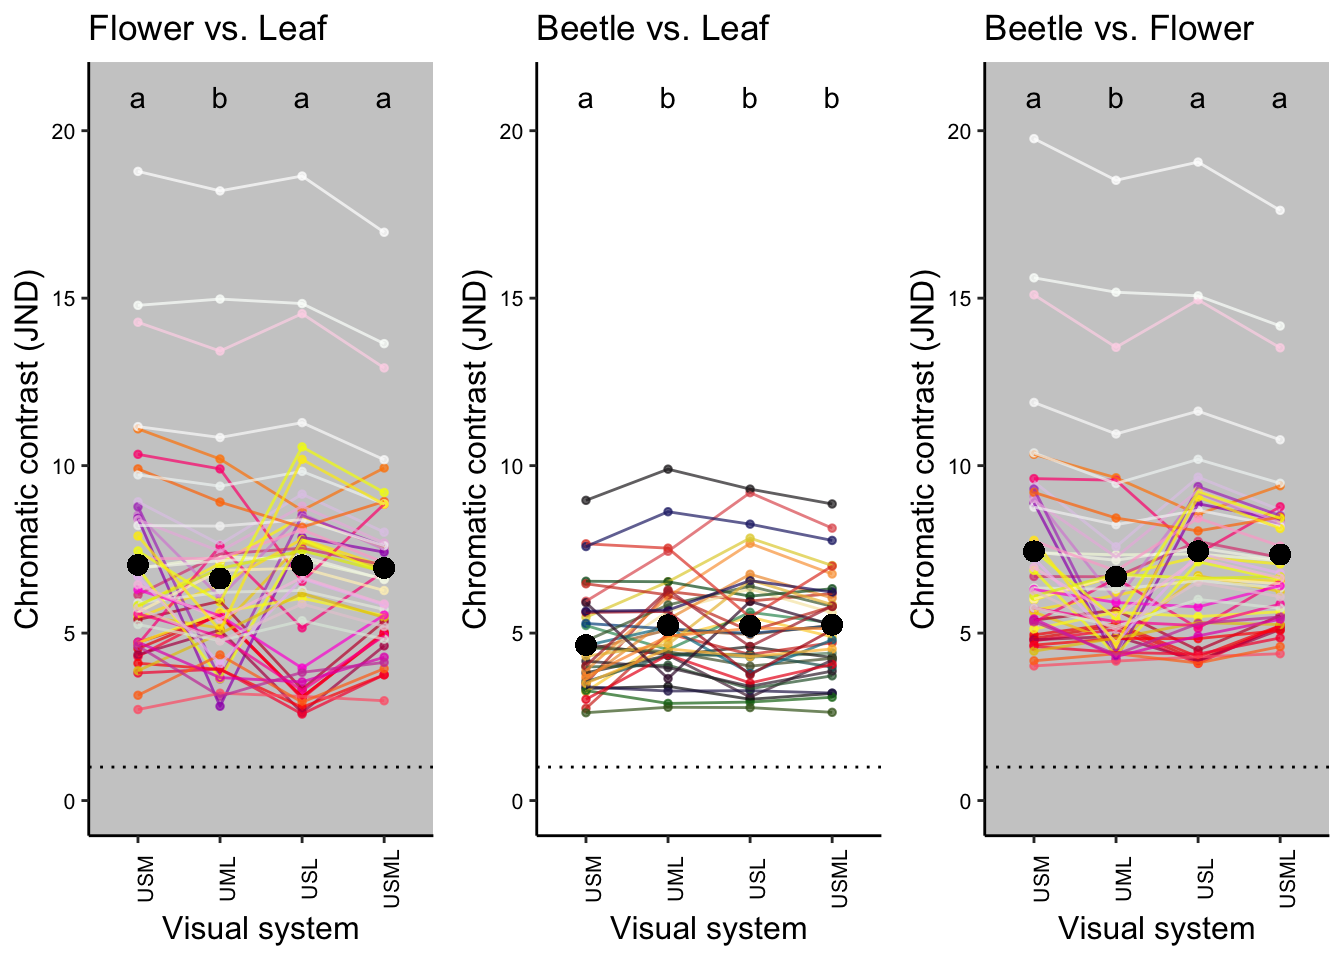 Flower vs. Leaf
a b a a
20
15
10
5
0
Chromatic contrast (JND)
USM
UML
USL
USML
Visual system
Beetle vs. Leaf
a b b b
20
15
10
5
0
Chromatic contrast (JND)
USM
UML
USL
USML
Visual system
Beetle vs. Flower
a b a a
20
15
10
5
0
Chromatic contrast (JND)
USM
UML
USL
USML
Visual system